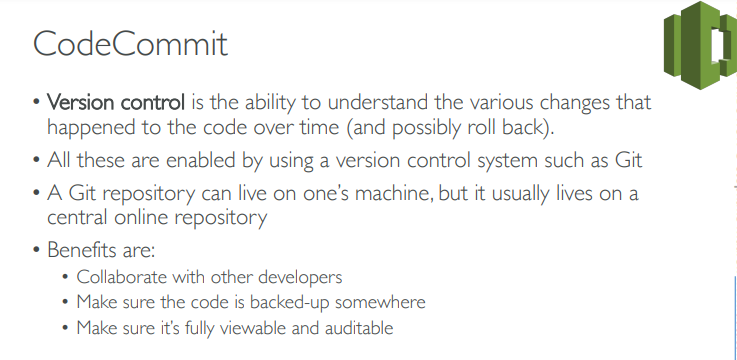 CodeCommit
• Version control is the ability to understand the various changes that
happened to the code over time (and possibly roll back).
• All these are enabled by using a version control system such as Git
• A Git repository can live on one's machine, but it usually lives on a
central online repository
• Benefits are:
• Collaborate with other developers
• Make sure the code is backed-up somewhere
• Make sure it's fully viewable and auditable